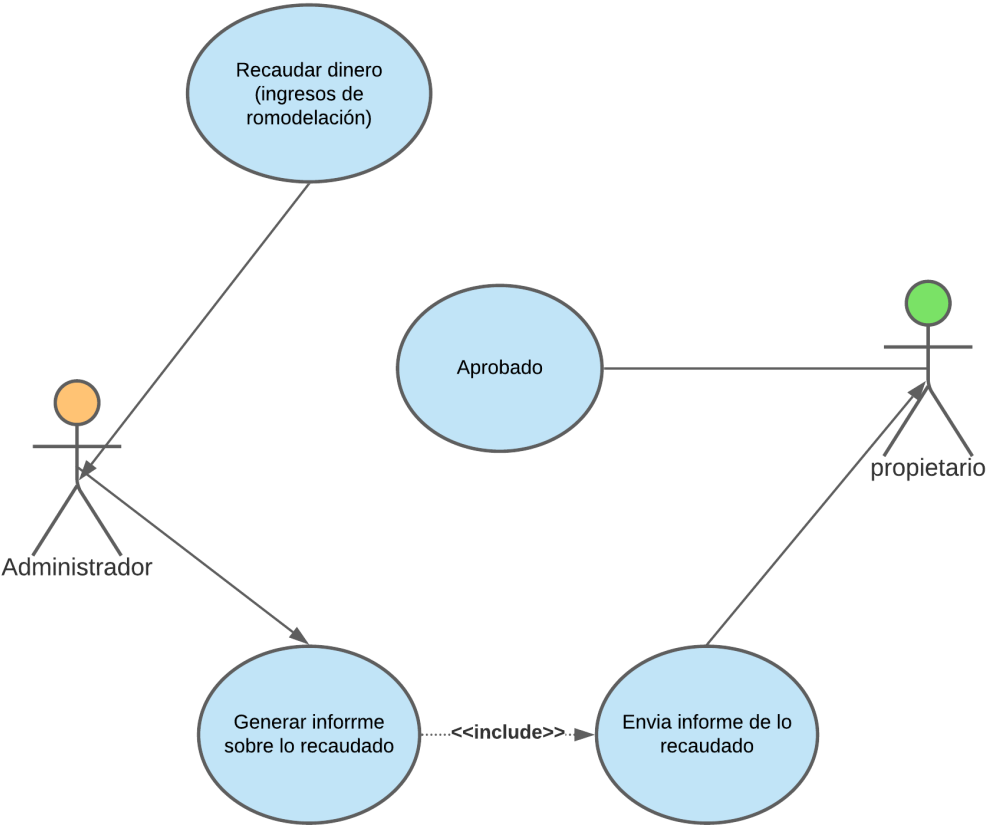 Recaudar dinero
(ingresos de
romodelación)
Aprobado
propietario
Administrador
Generar inforrme
sobre lo recaudado
<<include>>
Envia informe de lo
recaudado